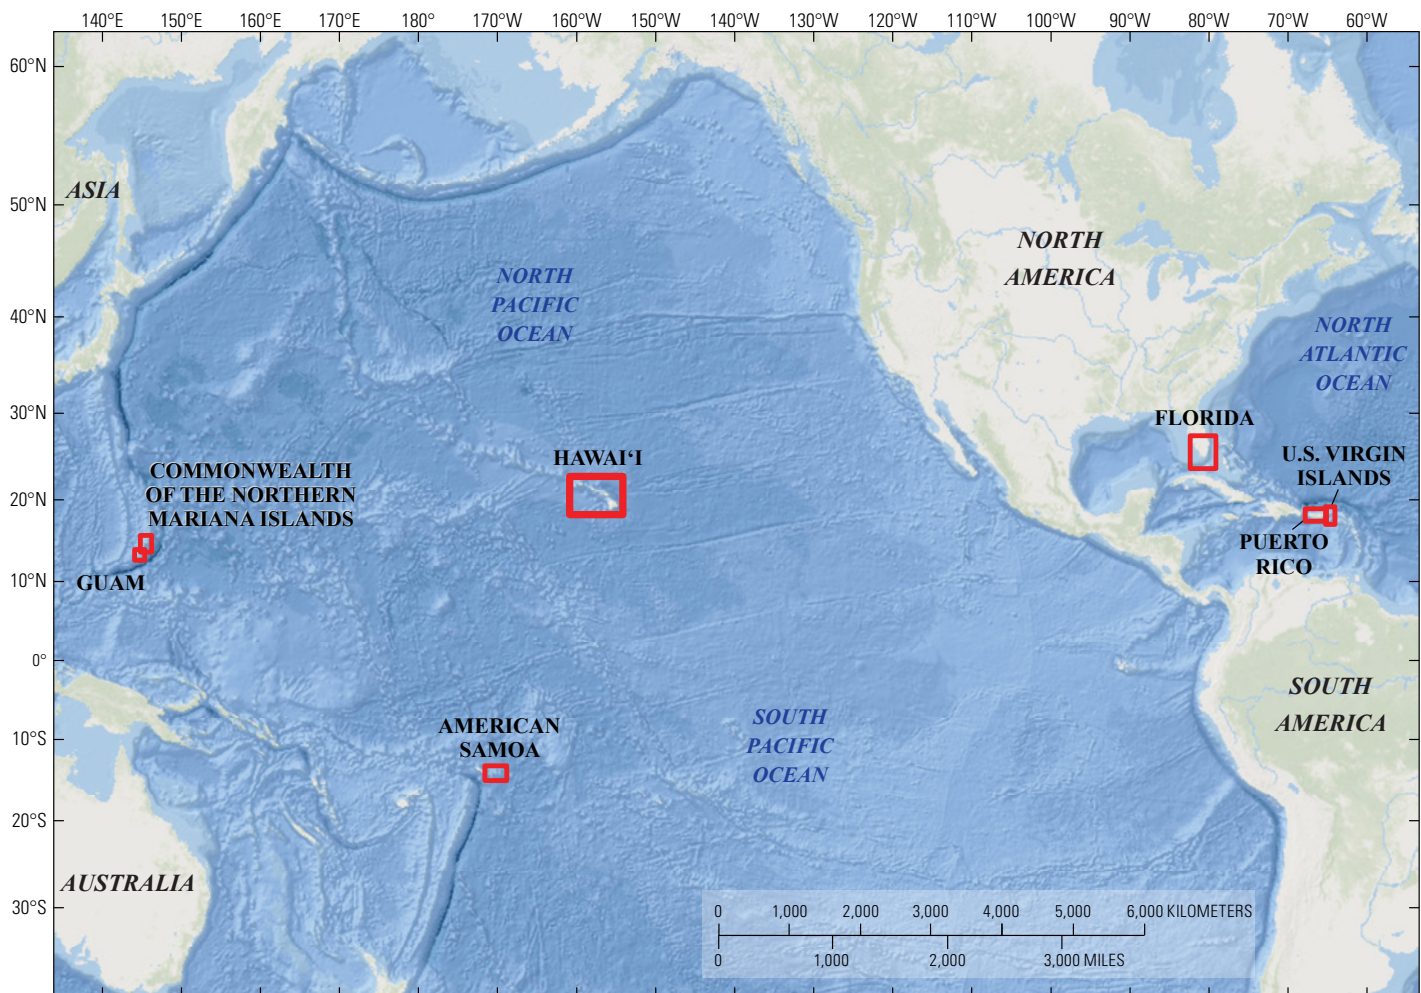 140°E 150°E 160°E 170°E 180° 170°W 160°W 150°W 140°W 130°W 120°W 110°W 100°W 90°W 80°W 70°W 60°W
60°N
50°N
40°N
30°N
20°N
10°N
0°
10°S
20°S
30°S
ASIA
NORTH
PACIFIC
OCEAN
NORTH
AMERICA
NORTH
ATLANTIC
OCEAN
FLORIDA
HAWAI‘I
U.S. VIRGIN
ISLANDS
COMMONWEALTH
OF THE NORTHERN
MARIANA ISLANDS
PUERTO
RICO
GUAM
SOUTH
AMERICA
AMERICAN
SAMOA
SOUTH
PACIFIC
OCEAN
AUSTRALIA
0 1,000 2,000 3,000 4,000 5,000 6,000 KILOMETERS
0 1,000 2,000 3,000 MILES